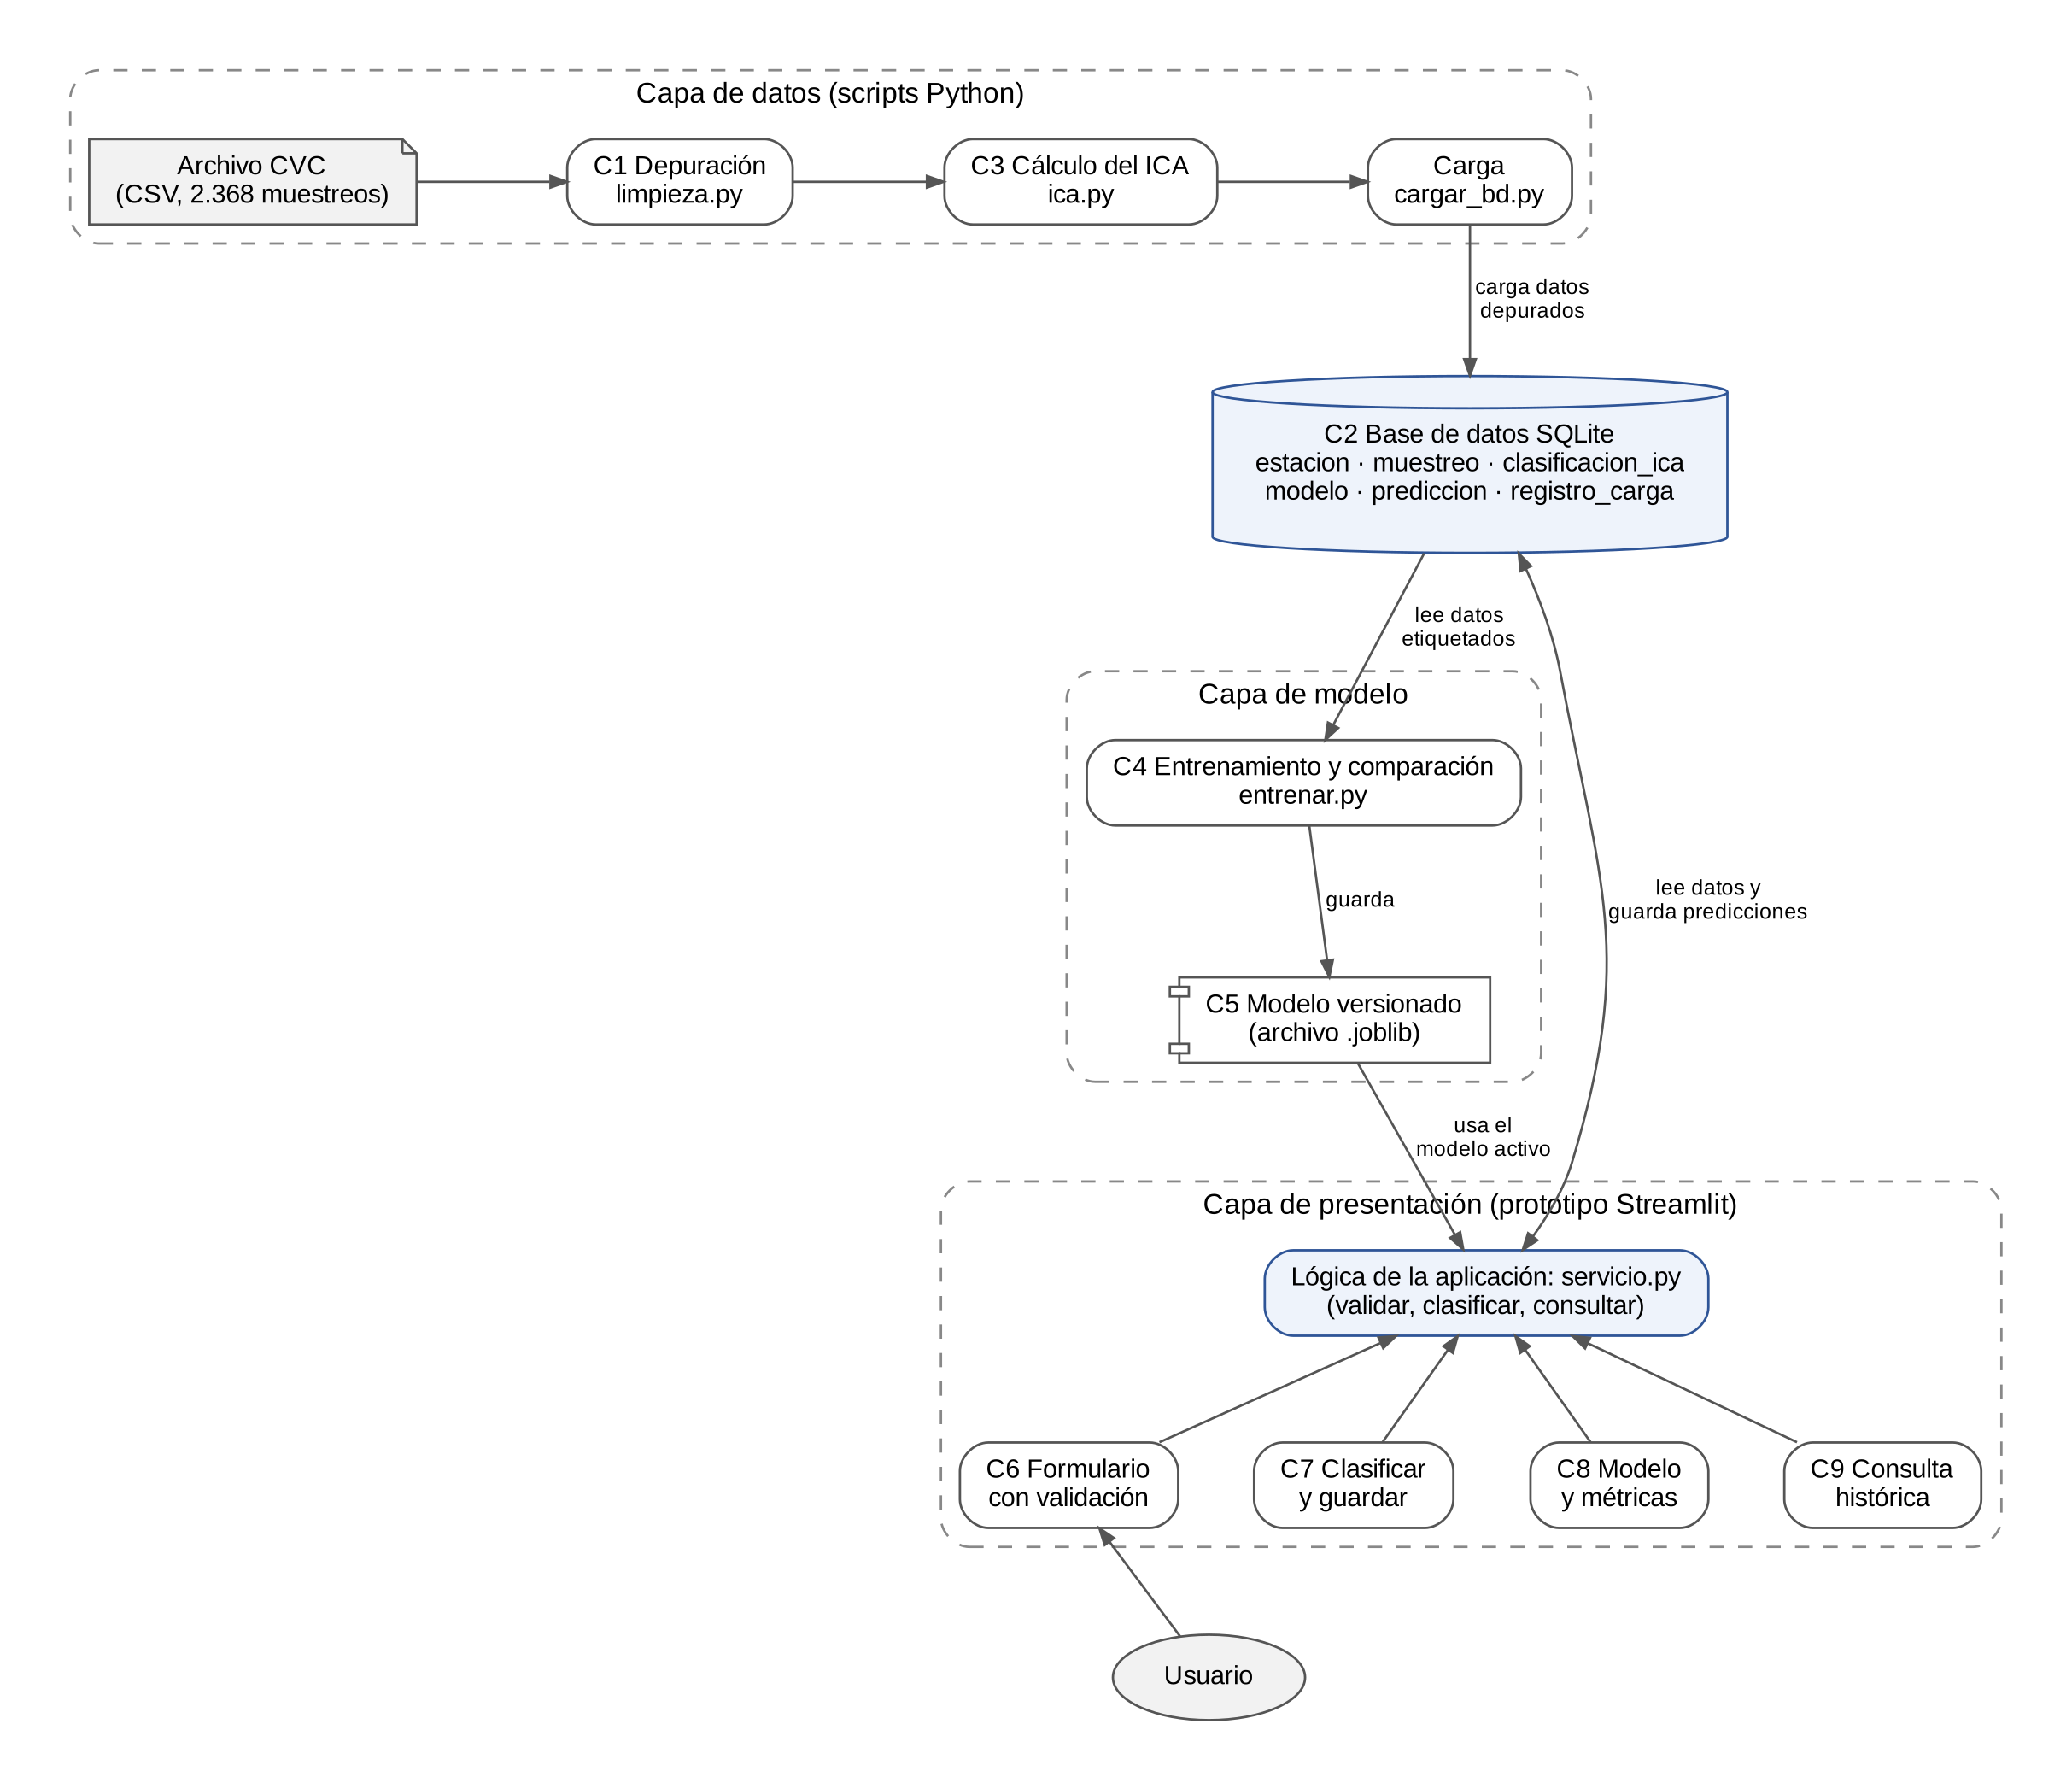 Capa de datos (scripts Python)
Archivo CVC
(CSV, 2.368 muestreos)
C1 Depuración
limpieza.py
C3 Cálculo del ICA
ica.py
Carga
cargar_bd.py
carga datos
depurados
C2 Base de datos SQLite
estacion · muestreo · clasificacion_ica
modelo · prediccion · registro_carga
lee datos
etiquetados
Capa de modelo
C4 Entrenamiento y comparación
entrenar.py
lee datos y
guarda predicciones
guarda
C5 Modelo versionado
(archivo .joblib)
usa el
modelo activo
Capa de presentación (prototipo Streamlit)
Lógica de la aplicación: servicio.py
(validar, clasificar, consultar)
C6 Formulario
con validación
C7 Clasificar
y guardar
C8 Modelo
y métricas
C9 Consulta
histórica
Usuario